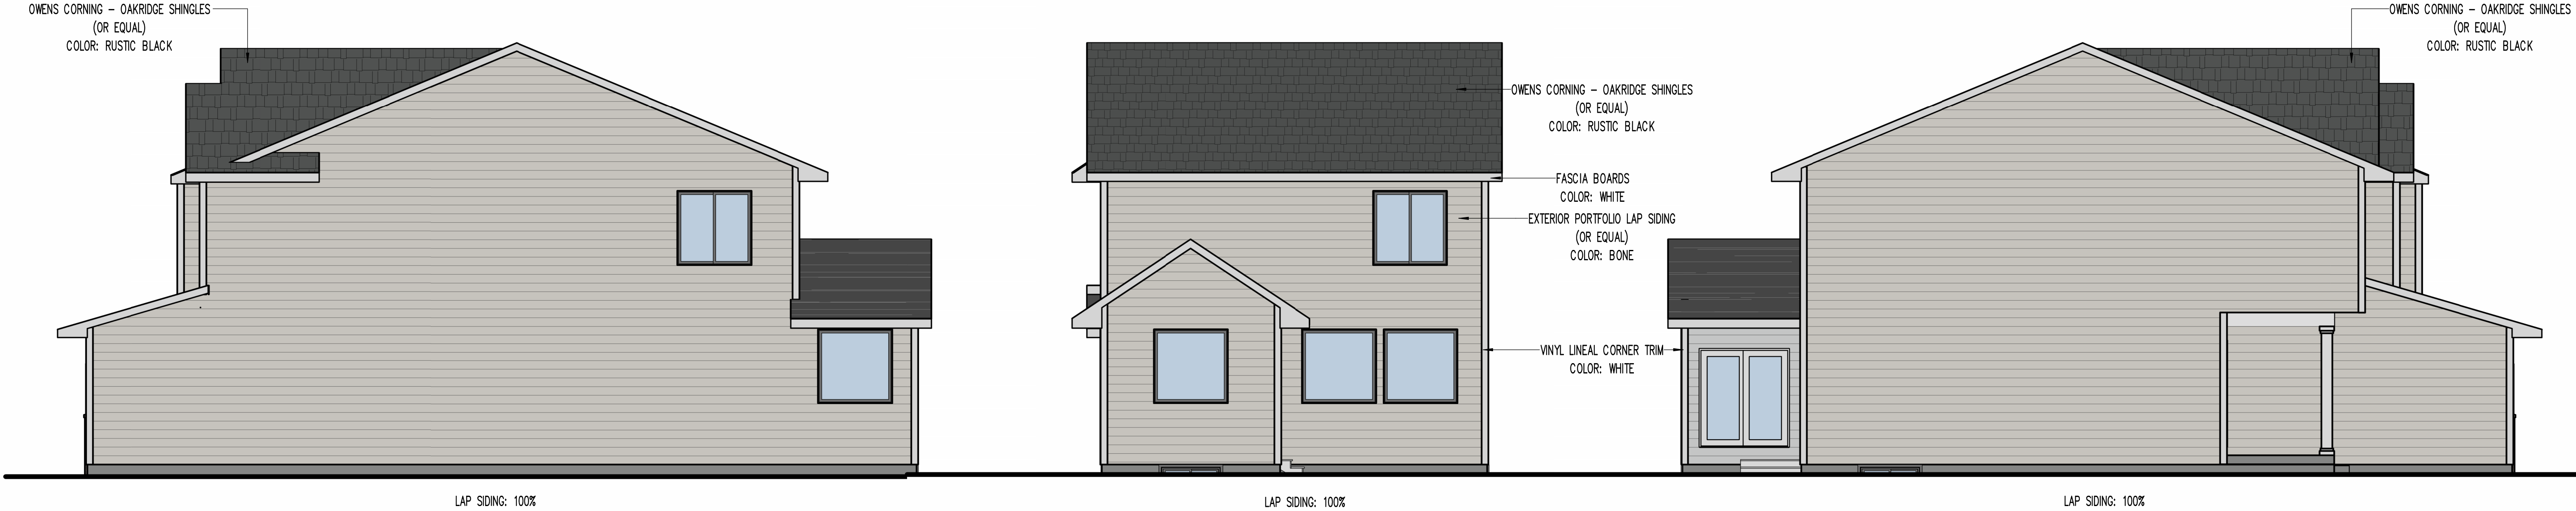 OWENS CORNING – OAKRIDGE SHINGLES
(OR EQUAL)
COLOR: RUSTIC BLACK
OWENS CORNING – OAKRIDGE SHINGLES
(OR EQUAL)
COLOR: RUSTIC BLACK
FASCIA BOARDS
COLOR: WHITE
EXTERIOR PORTFOLIO LAP SIDING
(OR EQUAL)
COLOR: BONE
VINYL LINEAL CORNER TRIM
COLOR: WHITE
OWENS CORNING – OAKRIDGE SHINGLES
(OR EQUAL)
COLOR: RUSTIC BLACK
LAP SIDING: 100%
LAP SIDING: 100%
LAP SIDING: 100%